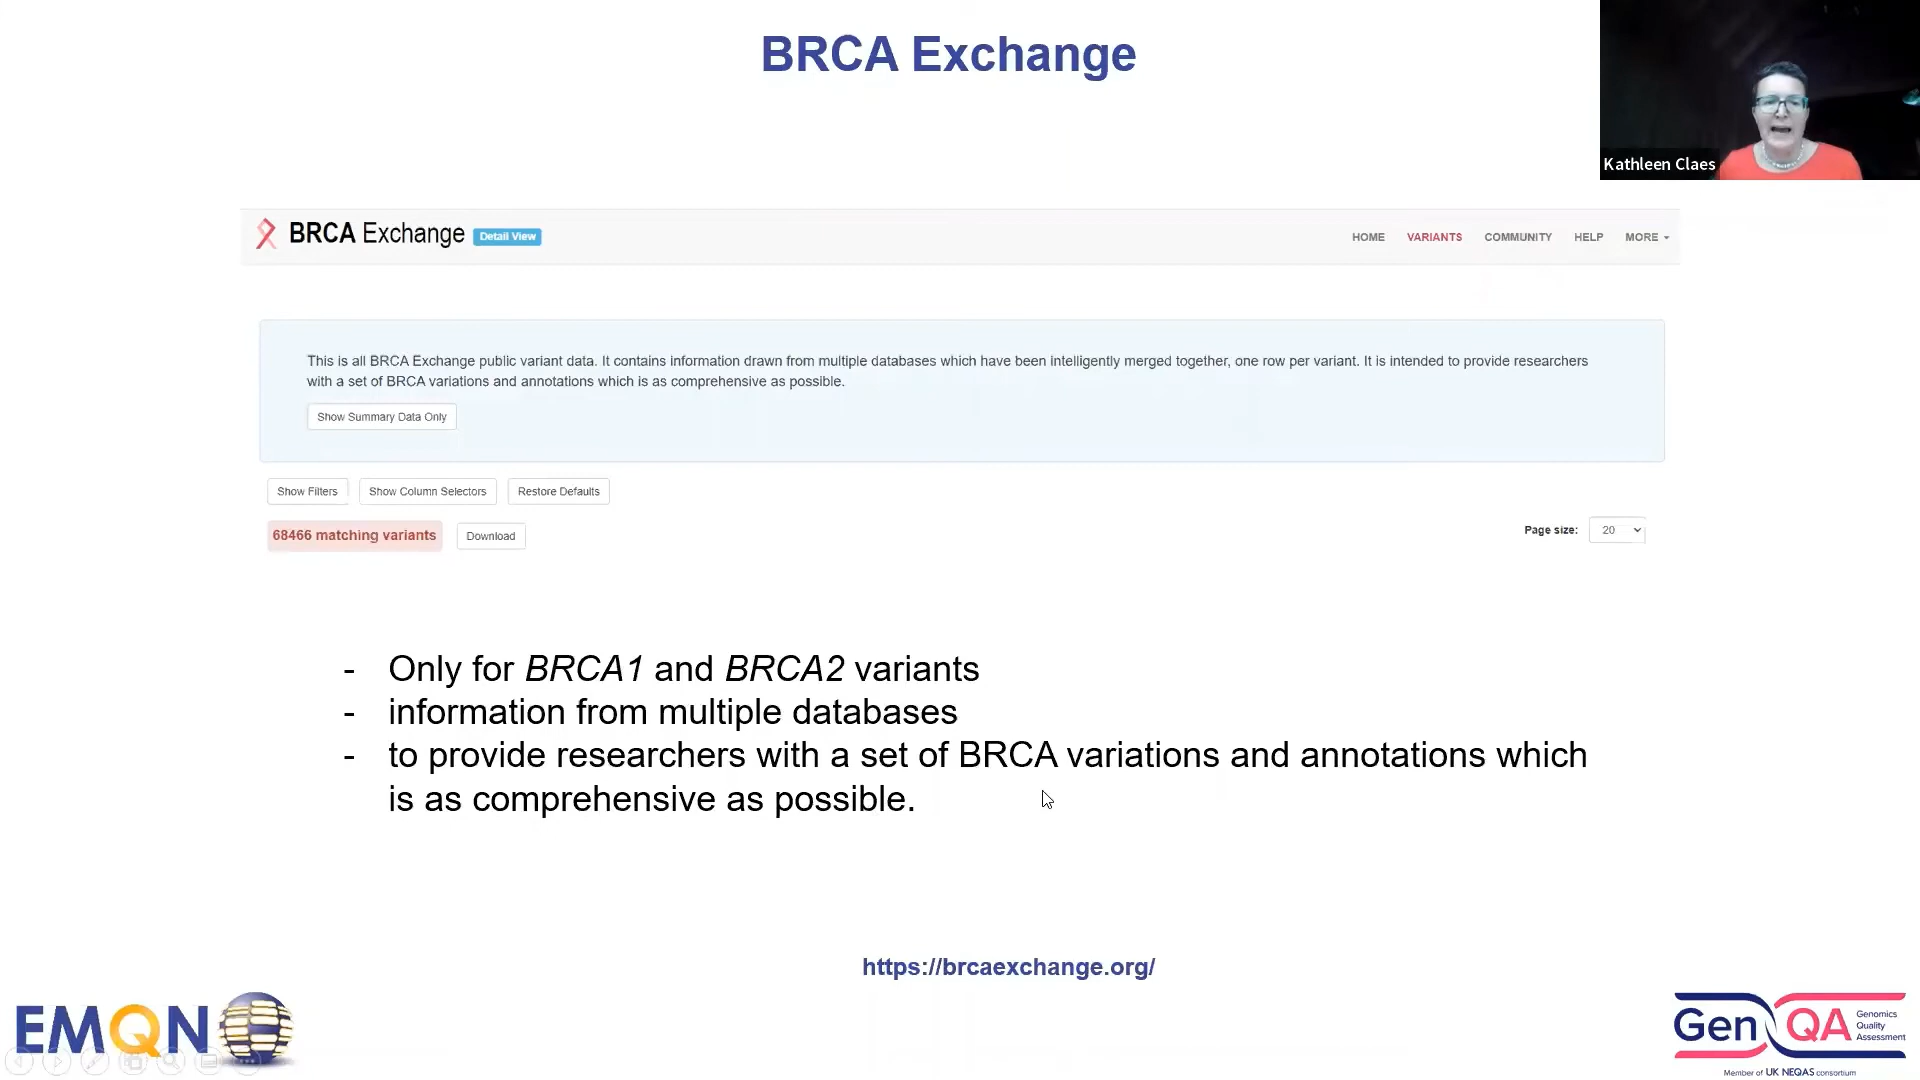 BRCA Exchange
Kathleen Claes
BRCA Exchange Detail View
HOME VARIANTS COMMUNITY HELP MORE
This is all BRCA Exchange public variant data. It contains information drawn from multiple databases which have been intelligently merged together, one row per variant. It is intended to provide researchers
with a set of BRCA variations and annotations which is as comprehensive as possible.
Show Summary Data Only
Show Filters Show Column Selectors Restore Defaults
68466 matching variants Download Page size: 20
- Only for BRCA1 and BRCA2 variants
- information from multiple databases
- to provide researchers with a set of BRCA variations and annotations which
is as comprehensive as possible.
https://brcaexchange.org/
EMQN
Gen QA
Genomics
Quality
Assessment
Member of UK NEQAS consortium